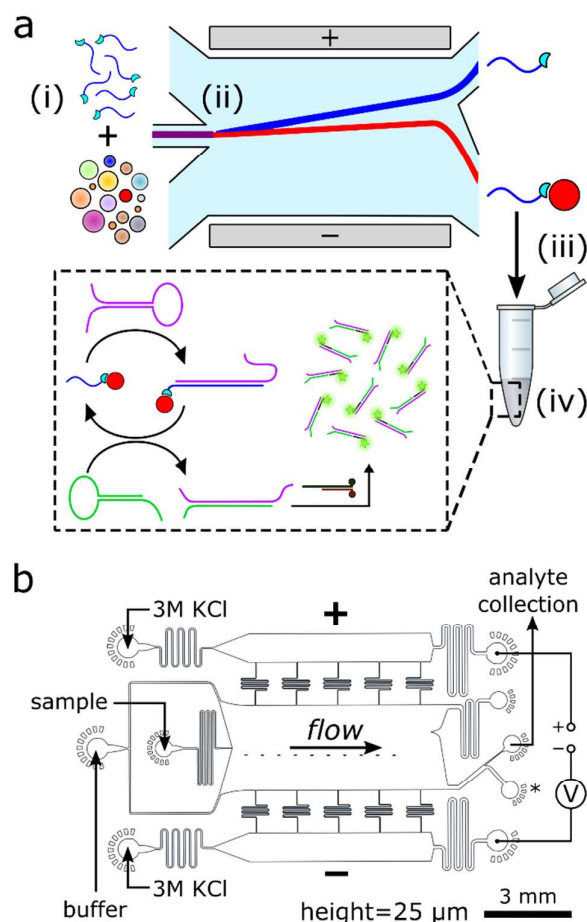 a
+
(i)
(ii)
+
−
(iii)
(iv)
b
3M KCl
+
analyte
collection
sample
flow
+
−
V
*
3M KCl
−
buffer
height=25 µm
3 mm